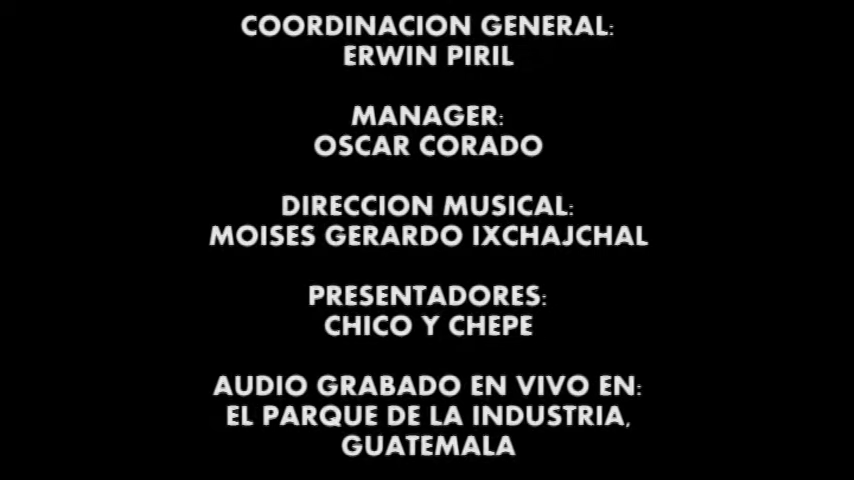 COORDINACION GENERAL:
ERWIN PIRIL
MANAGER:
OSCAR CORADO
DIRECCION MUSICAL:
MOISES GERARDO IXCHAJCHAL
PRESENTADORES:
CHICO Y CHEPE
AUDIO GRABADO EN VIVO EN:
EL PARQUE DE LA INDUSTRIA,
GUATEMALA